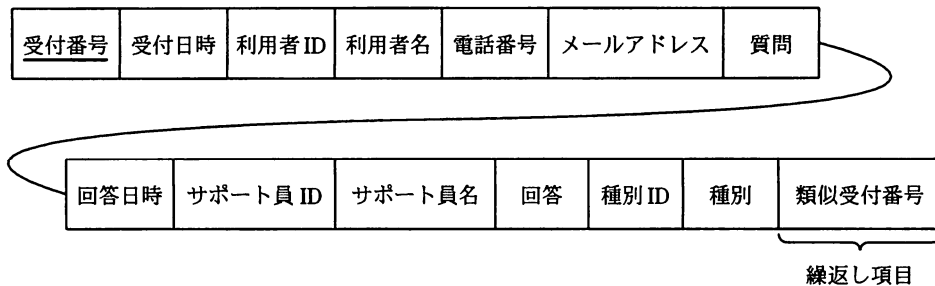 受付番号 受付日時 利用者ID 利用者名 電話番号 メールアドレス 質問
回答日時 サポート員ID サポート員名 回答 種別ID 種別 類似受付番号
繰返し項目